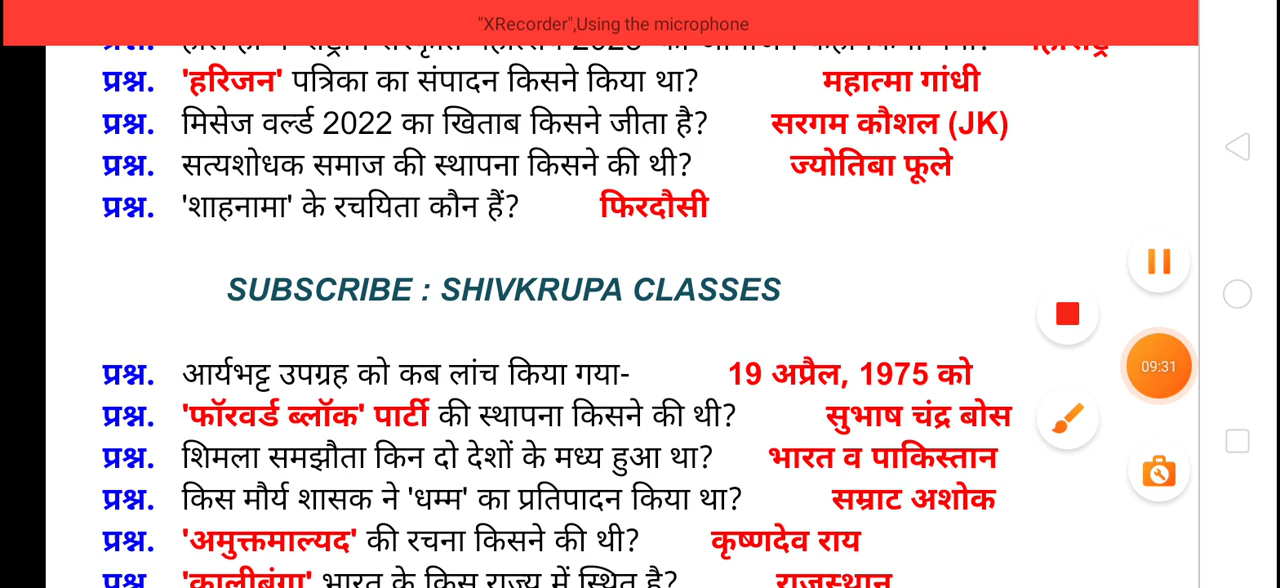 "XRecorder",Using the microphone
प्रश्न. 'हरिजन' पत्रिका का संपादन किसने किया था? महात्मा गांधी
प्रश्न. मिसेज वर्ल्ड 2022 का खिताब किसने जीता है? सरगम कौशल (JK)
प्रश्न. सत्यशोधक समाज की स्थापना किसने की थी? ज्योतिबा फूले
प्रश्न. 'शाहनामा' के रचयिता कौन हैं? फिरदौसी
SUBSCRIBE : SHIVKRUPA CLASSES
प्रश्न. आर्यभट्ट उपग्रह को कब लांच किया गया- 19 अप्रैल, 1975 को
09:31
प्रश्न. 'फॉरवर्ड ब्लॉक' पार्टी की स्थापना किसने की थी? सुभाष चंद्र बोस
प्रश्न. शिमला समझौता किन दो देशों के मध्य हुआ था? भारत व पाकिस्तान
प्रश्न. किस मौर्य शासक ने 'धम्म' का प्रतिपादन किया था? सम्राट अशोक
प्रश्न. 'अमुक्तमाल्यद' की रचना किसने की थी? कृष्णदेव राय
प्रश्न. 'कालीबंगा' भारत के किस राज्य में स्थित है? राजस्थान